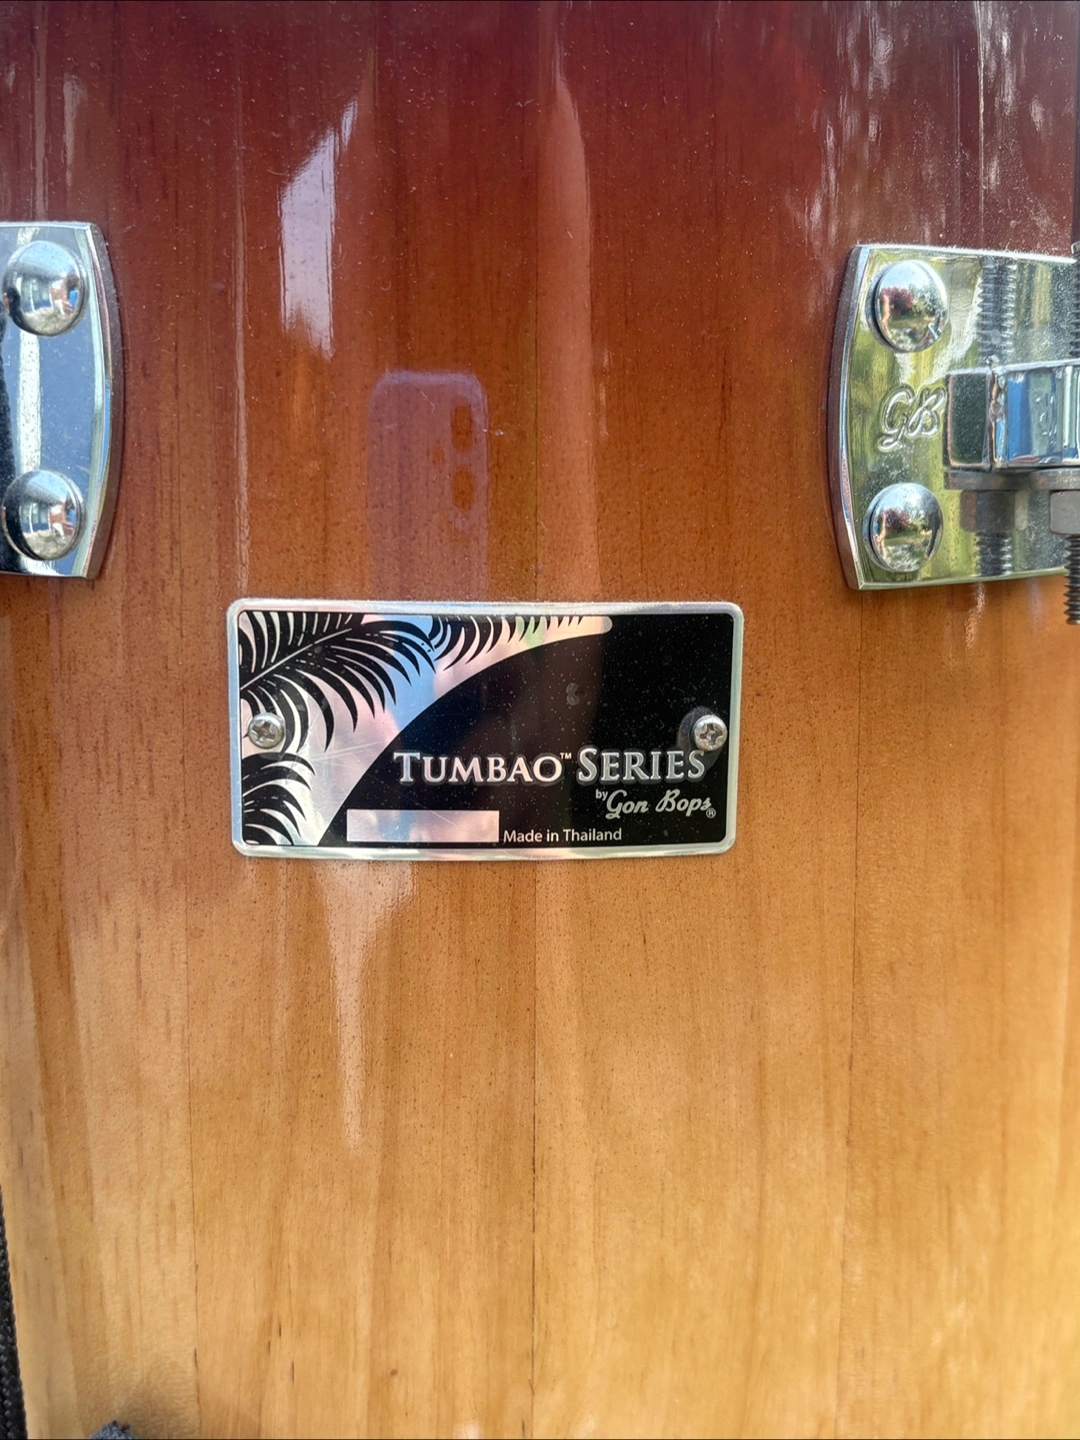 GB
TUMBAO™ SERIES
by Gon Bops®
Made in Thailand